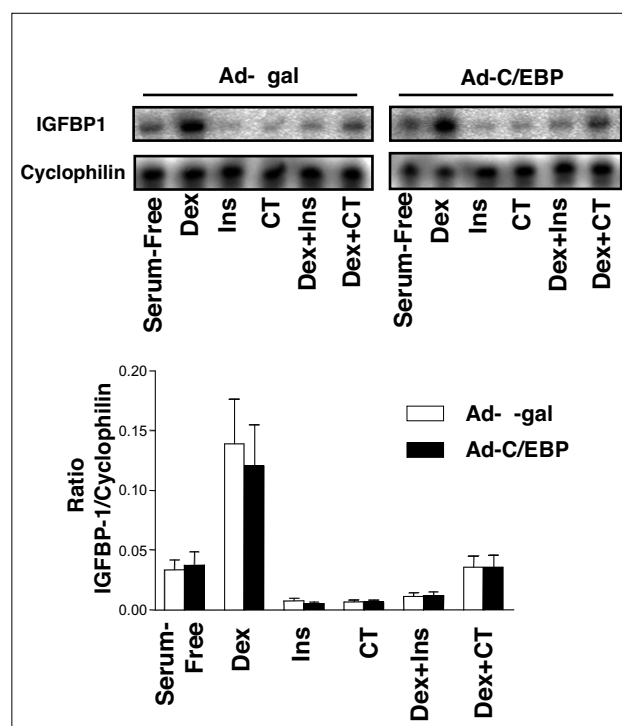 Ad- gal
Ad-C/EBP
IGFBP1
Cyclophilin
Serum-Free
Dex
Ins
CT
Dex+Ins
Dex+CT
Serum-Free
Dex
Ins
CT
Dex+Ins
Dex+CT
Ratio
IGFBP-1/Cyclophilin
0.20
0.15
0.10
0.05
0.00
Ad- -gal
Ad-C/EBP
Serum-
Free
Dex
Ins
CT
Dex+Ins
Dex+CT